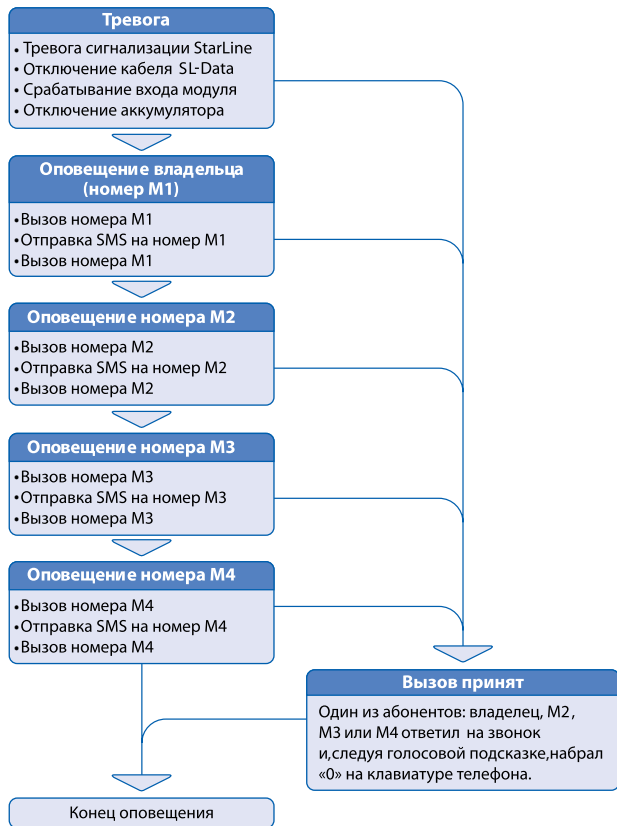 Тревога
• Тревога сигнализации StarLine
• Отключение кабеля SL-Data
• Срабатывание входа модуля
• Отключение аккумулятора
Оповещение владельца
(номер М1)
•Вызов номера М1
•Отправка SMS на номер М1
•Вызов номера М1
Оповещение номера М2
•Вызов номера М2
•Отправка SMS на номер М2
•Вызов номера М2
Оповещение номера М3
•Вызов номера М3
•Отправка SMS на номер М3
•Вызов номера М3
Оповещение номера М4
•Вызов номера М4
•Отправка SMS на номер М4
•Вызов номера М4
Вызов принят
Один из абонентов: владелец, М2,
М3 или М4 ответил на звонок
и,следуя голосовой подсказке,набрал
«0» на клавиатуре телефона.
Конец оповещения